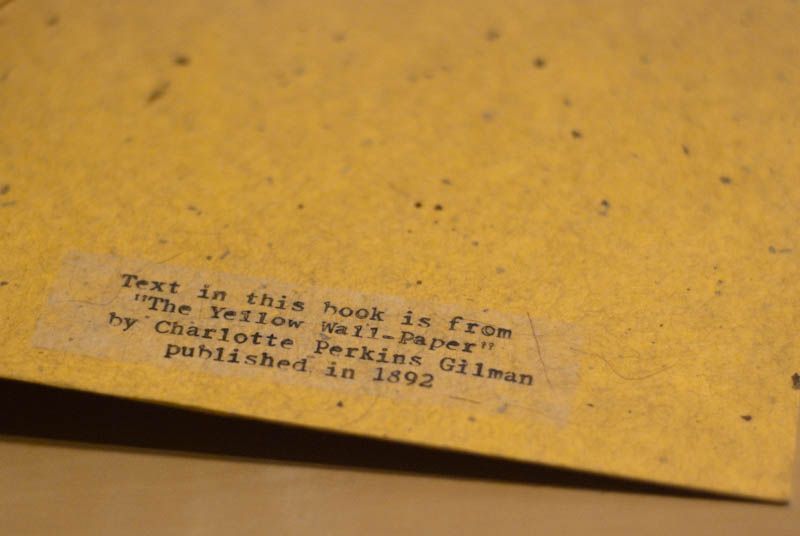 Text in this book is from
"The Yellow Wall-Paper"
by Charlotte Perkins Gilman
published in 1892